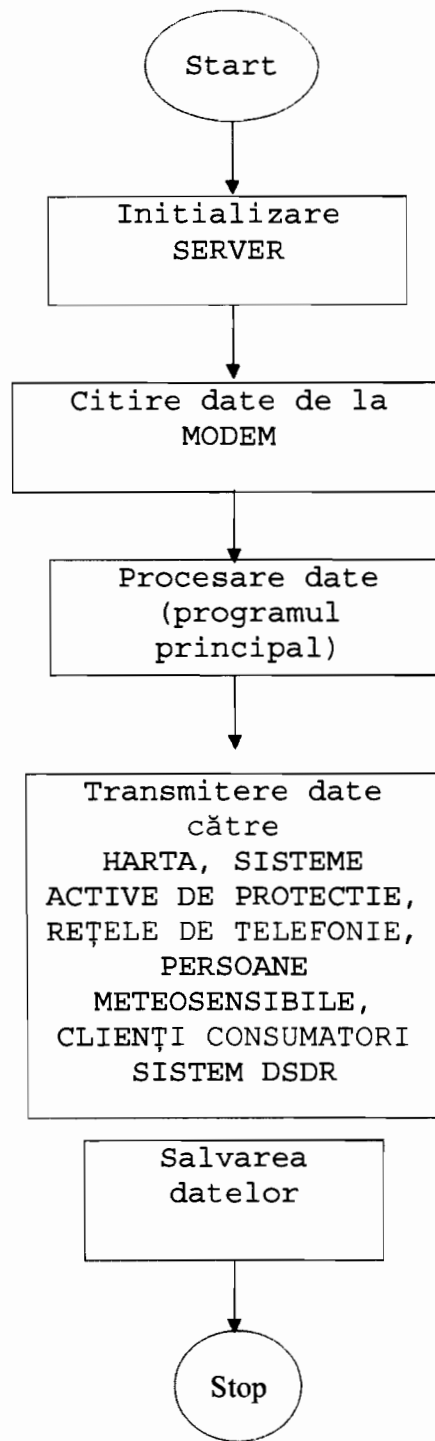 Start
Initializare
SERVER
Citire date de la
MODEM
Procesare date
(programul
principal)
Transmitere date
către
HARTA, SISTEME
ACTIVE DE PROTECTIE,
REȚELE DE TELEFONIE,
PERSOANE
METEOSENSIBILE,
CLIENȚI CONSUMATORI
SISTEM DSDR
Salvarea
datelor
Stop